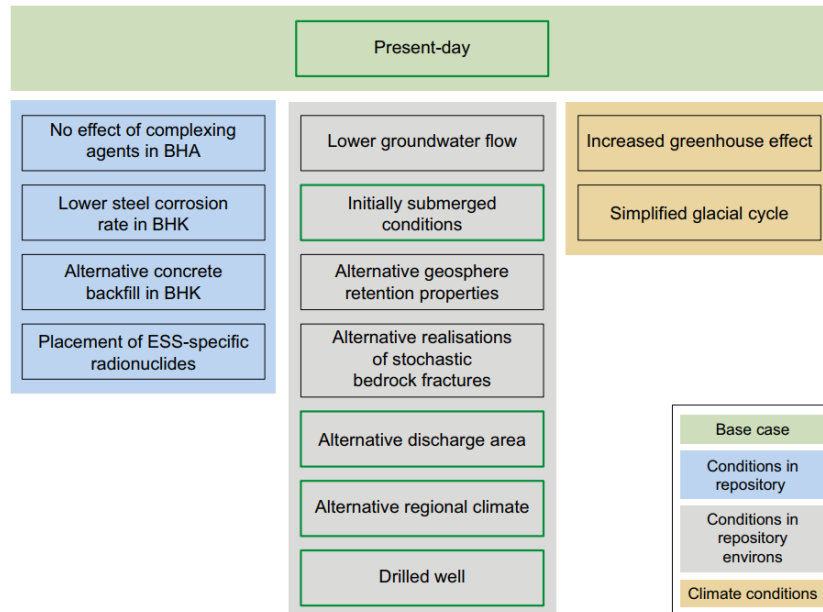 Present-day
No effect of complexing
agents in BHA
Lower steel corrosion
rate in BHK
Alternative concrete
backfill in BHK
Placement of ESS-specific
radionuclides
Lower groundwater flow
Initially submerged
conditions
Alternative geosphere
retention properties
Alternative realisations
of stochastic
bedrock fractures
Alternative discharge area
Alternative regional climate
Drilled well
Increased greenhouse effect
Simplified glacial cycle
Base case
Conditions in
repository
Conditions in
repository
environs
Climate conditions